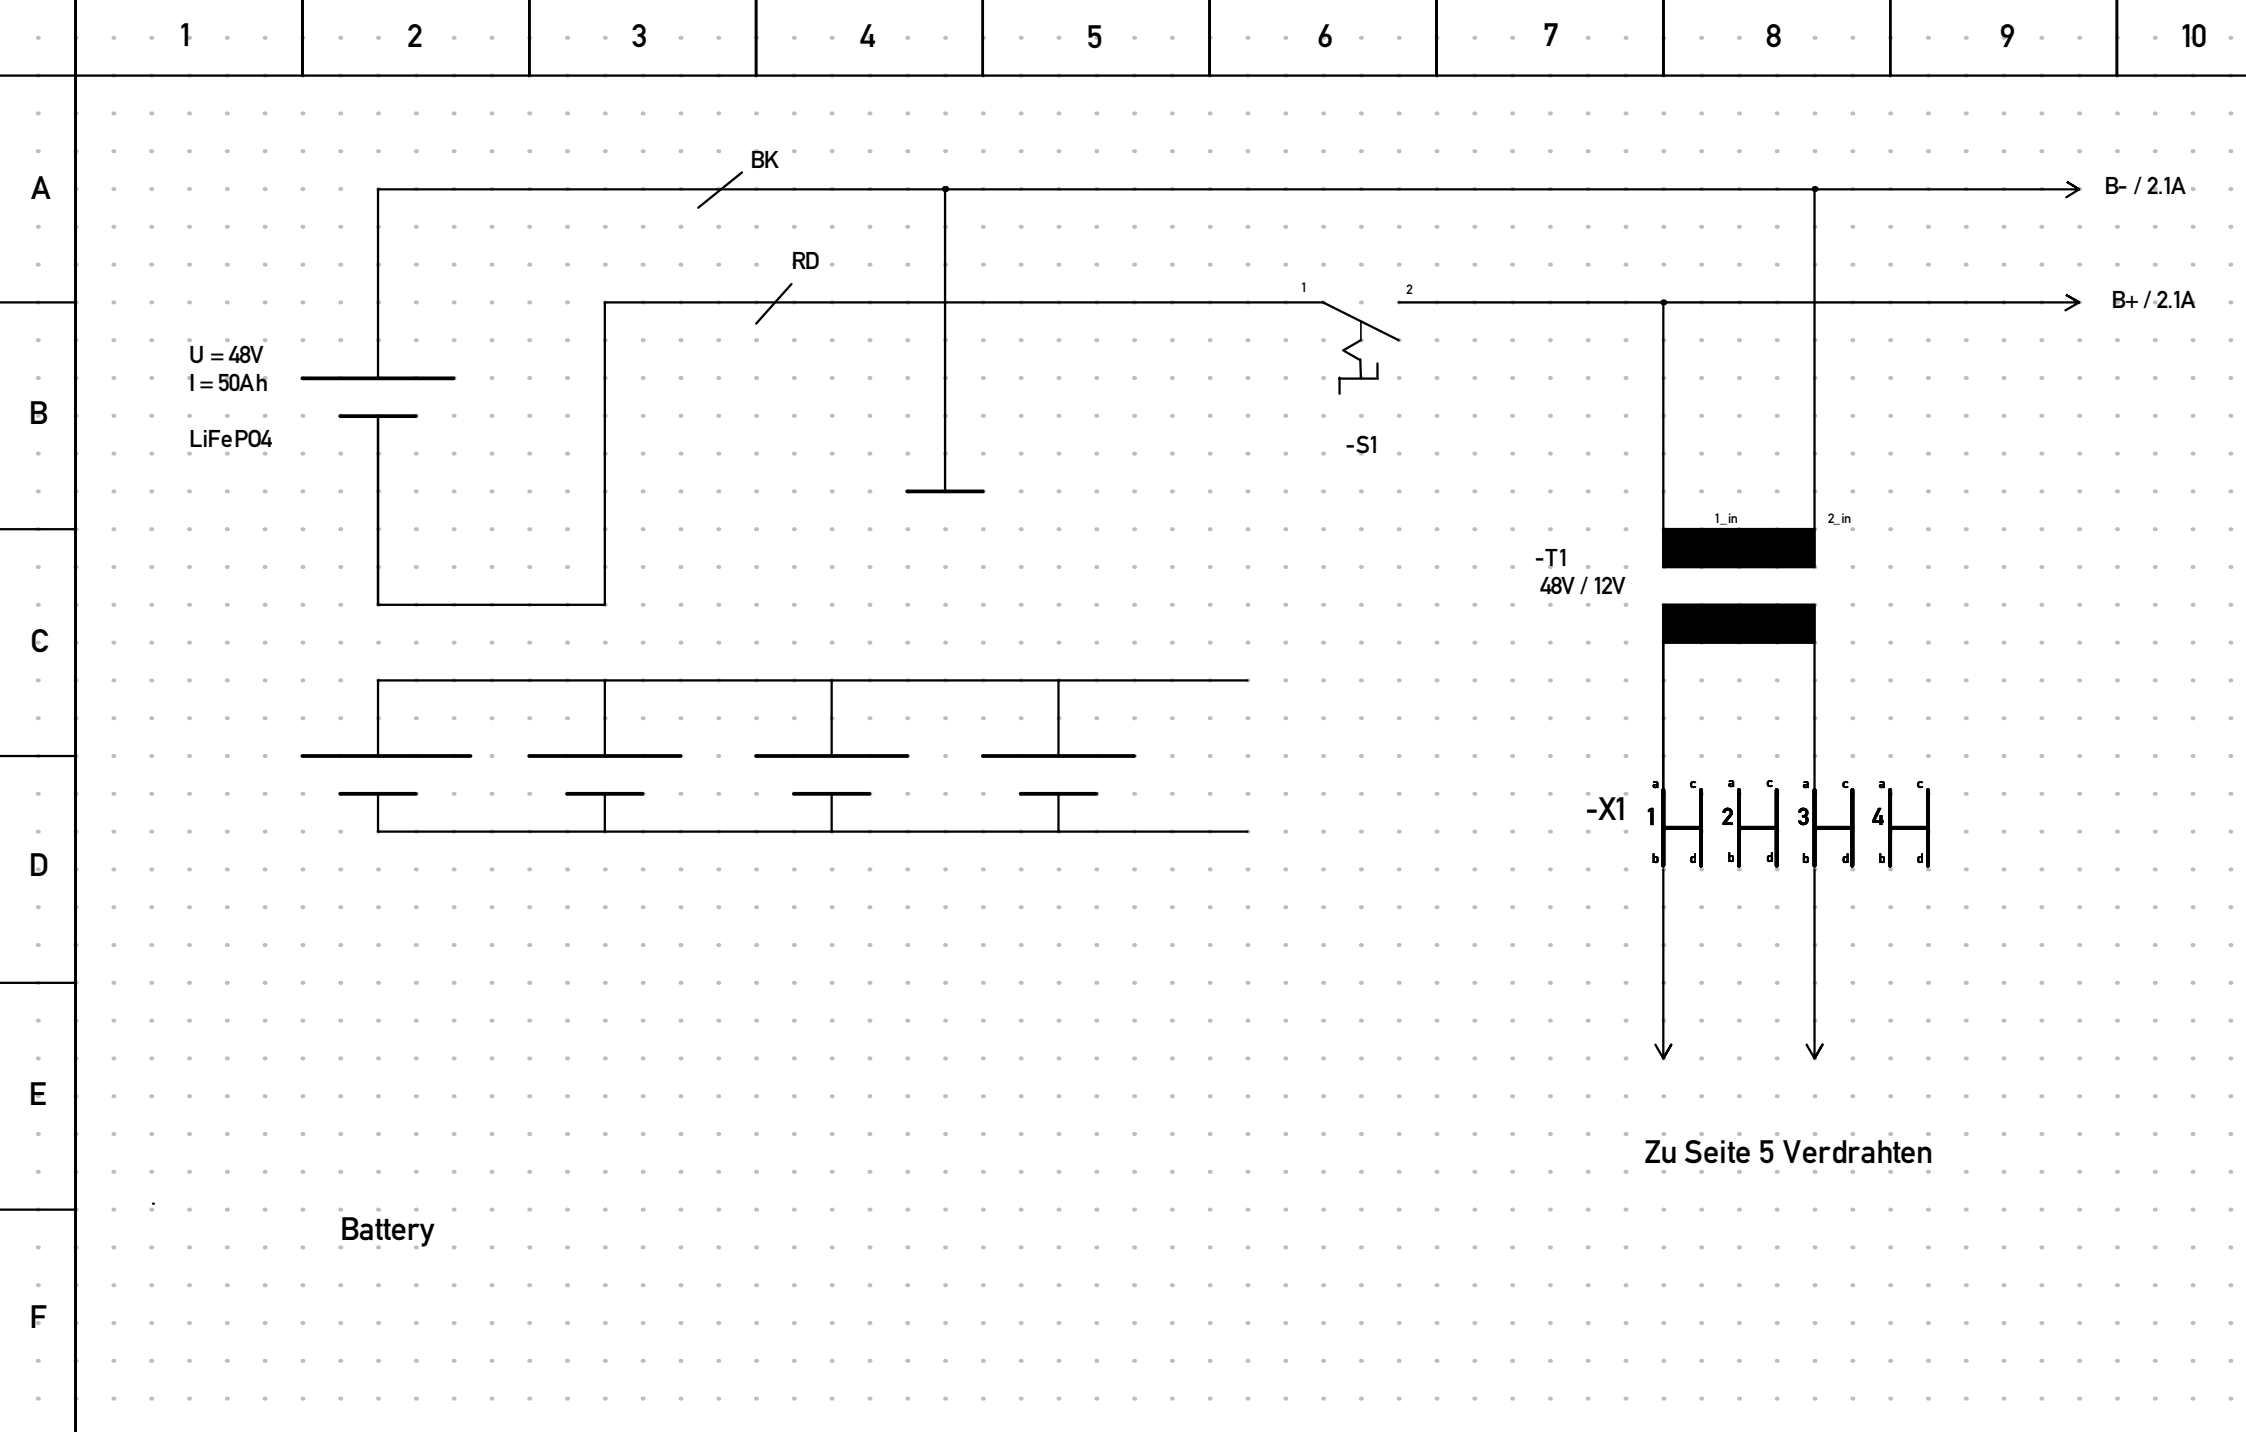 1 2 3 4 5 6 7 8 9 10
A
BK
B- / 2.1A
RD
1
2
B+ / 2.1A
U = 48V
I = 50Ah
B
LiFePO4
-S1
1_in
2_in
-T1
48V / 12V
C
a c a c a c a c
-X1 1 2 3 4
b d b d b d b d
D
E
Zu Seite 5 Verdrahten
Battery
F